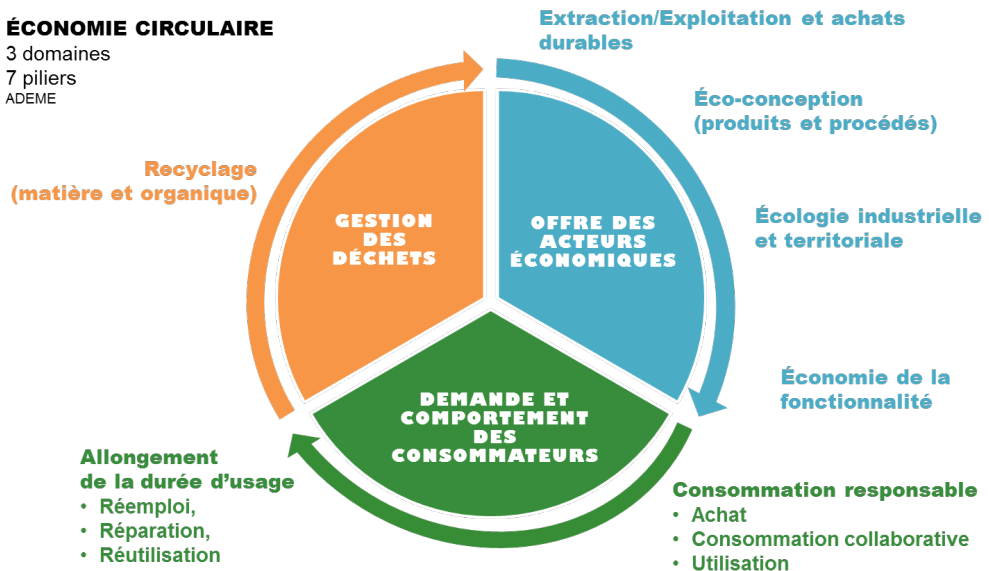 ÉCONOMIE CIRCULAIRE
3 domaines
7 piliers
ADEME
Extraction/Exploitation et achats
durables
Éco-conception
(produits et procédés)
Écologie industrielle
et territoriale
Économie de la
fonctionnalité
OFFRE DES
ACTEURS
ÉCONOMIQUES
Consommation responsable
• Achat
• Consommation collaborative
• Utilisation
DEMANDE ET
COMPORTEMENT
DES
CONSOMMATEURS
Allongement
de la durée d'usage
• Réemploi,
• Réparation,
• Réutilisation
Recyclage
(matière et organique)
GESTION
DES
DÉCHETS